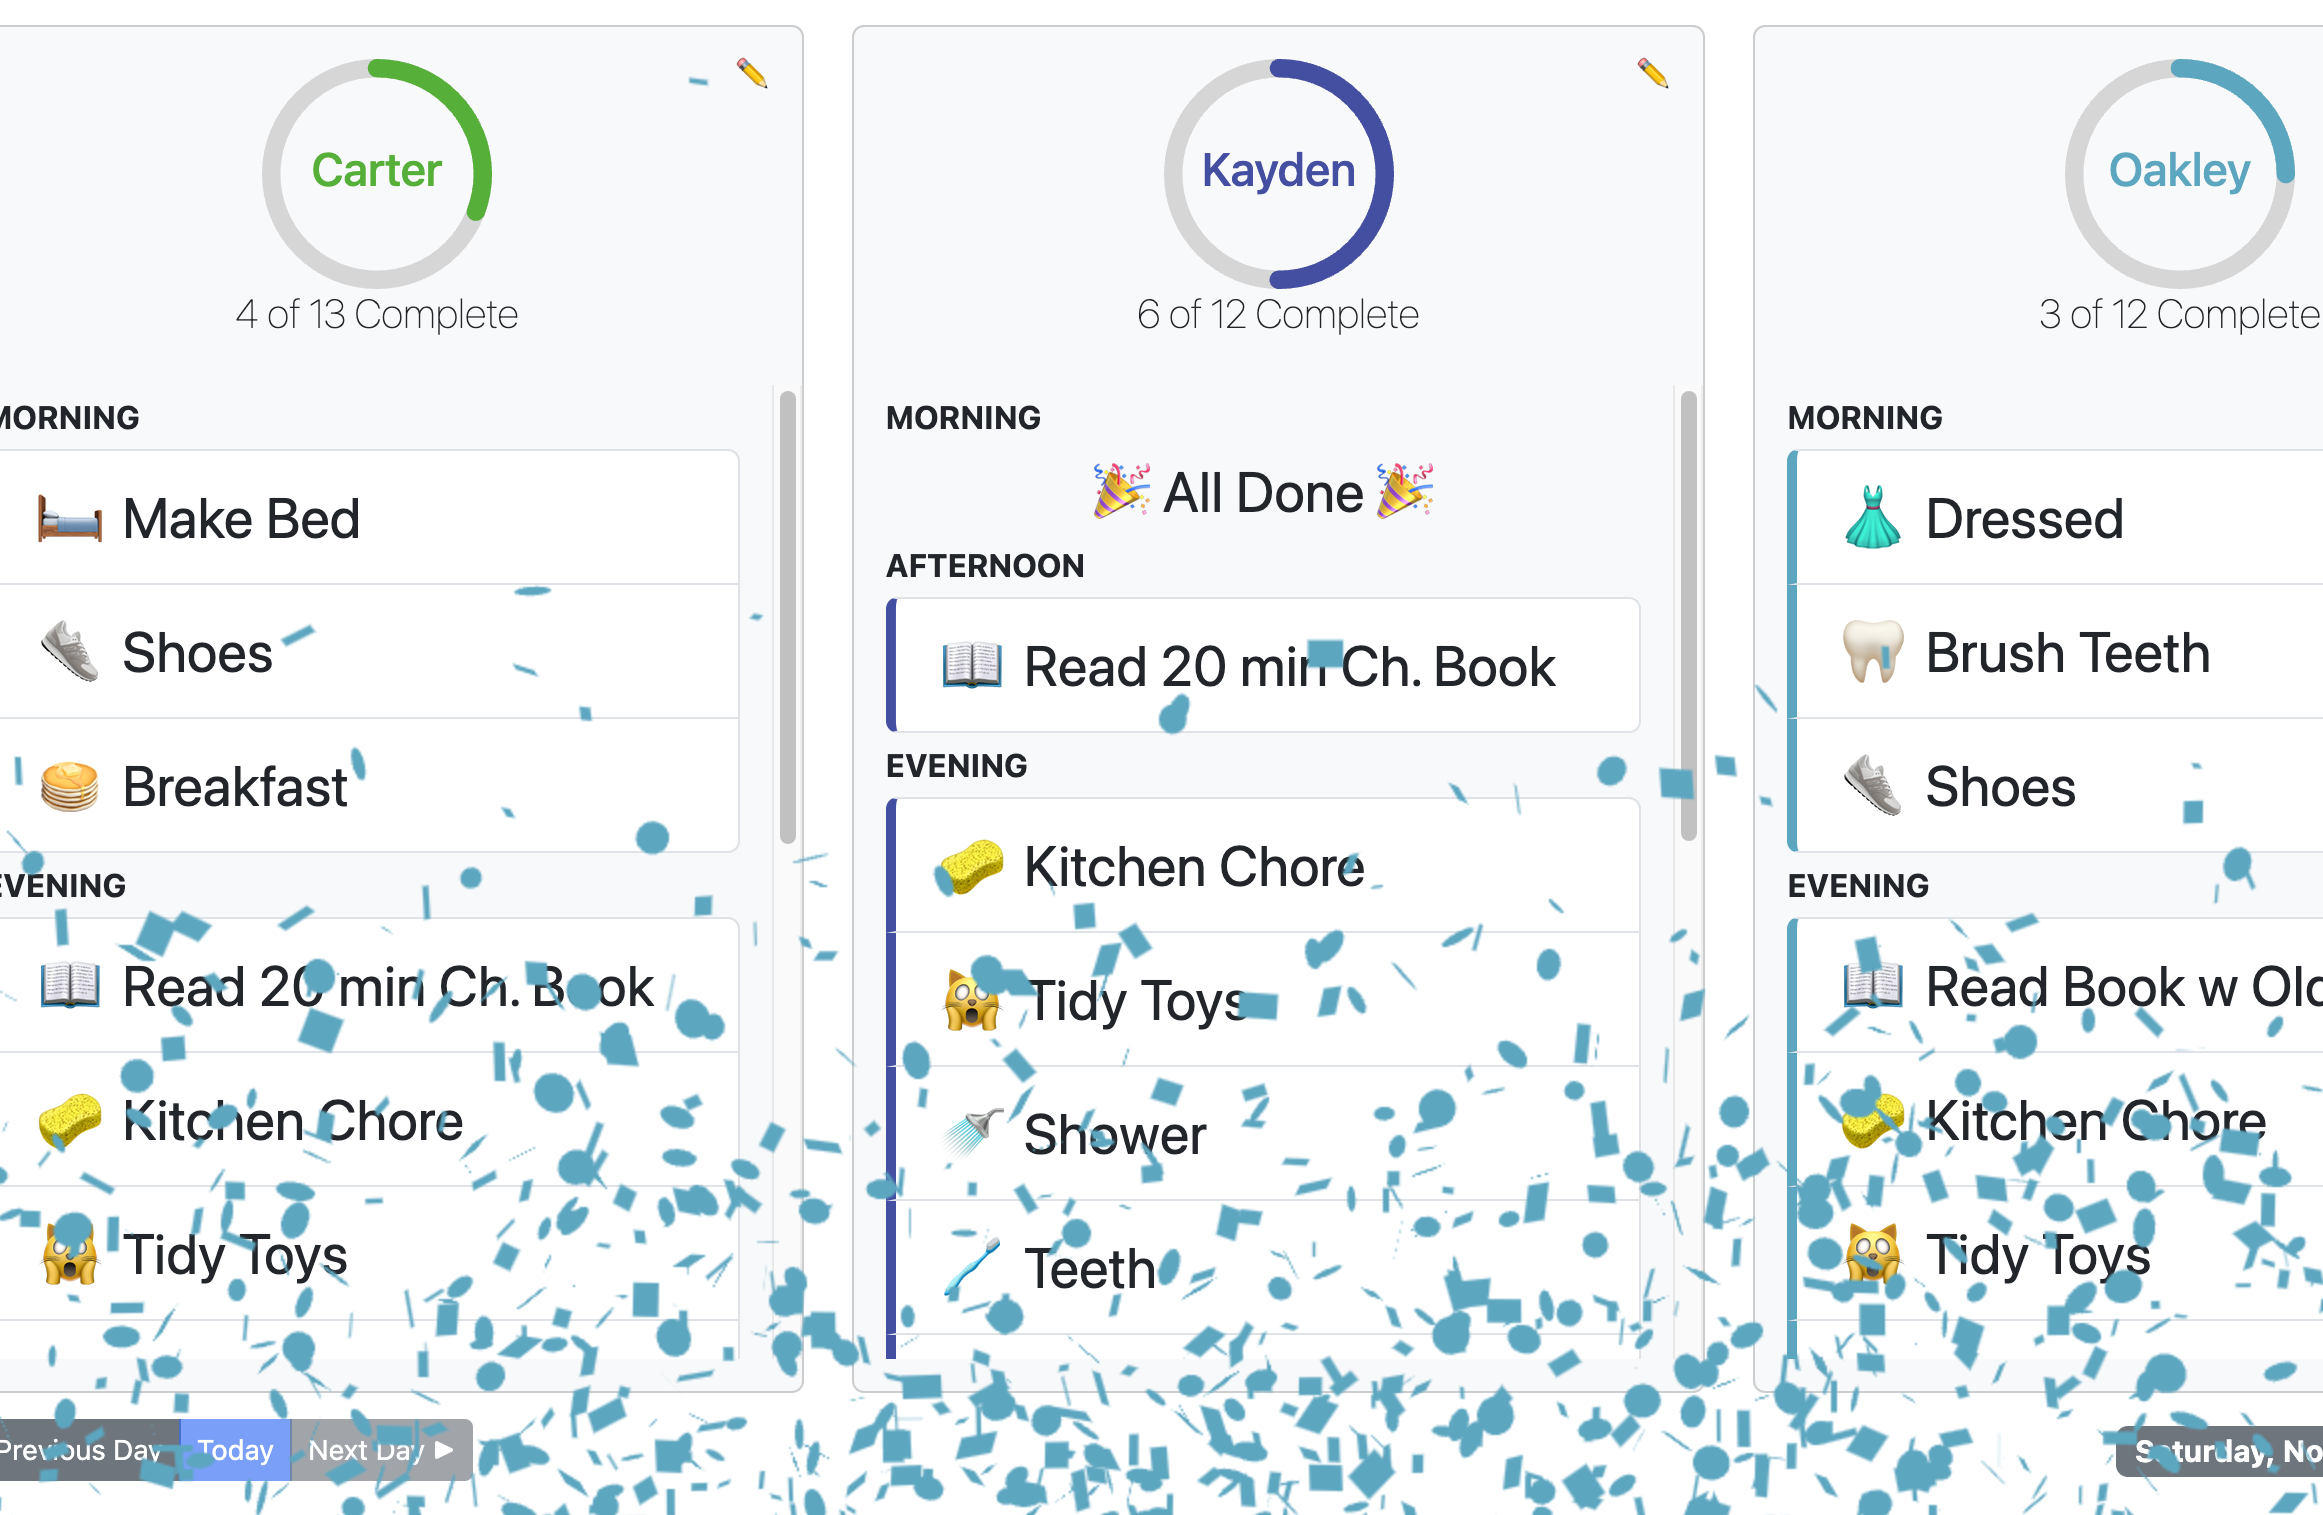 Carter
4 of 13 Complete
MORNING
Make Bed
Shoes
Breakfast
EVENING
Read 20 min Ch. Book
Kitchen Chore
Tidy Toys
Kayden
6 of 12 Complete
MORNING
All Done
AFTERNOON
Read 20 min Ch. Book
EVENING
Kitchen Chore
Tidy Toys
Shower
Teeth
Oakley
3 of 12 Complete
MORNING
Dressed
Brush Teeth
Shoes
EVENING
Read Book w
Kitchen Chore
Tidy Toys
Previous Day Today Next Day ▶
Saturday,